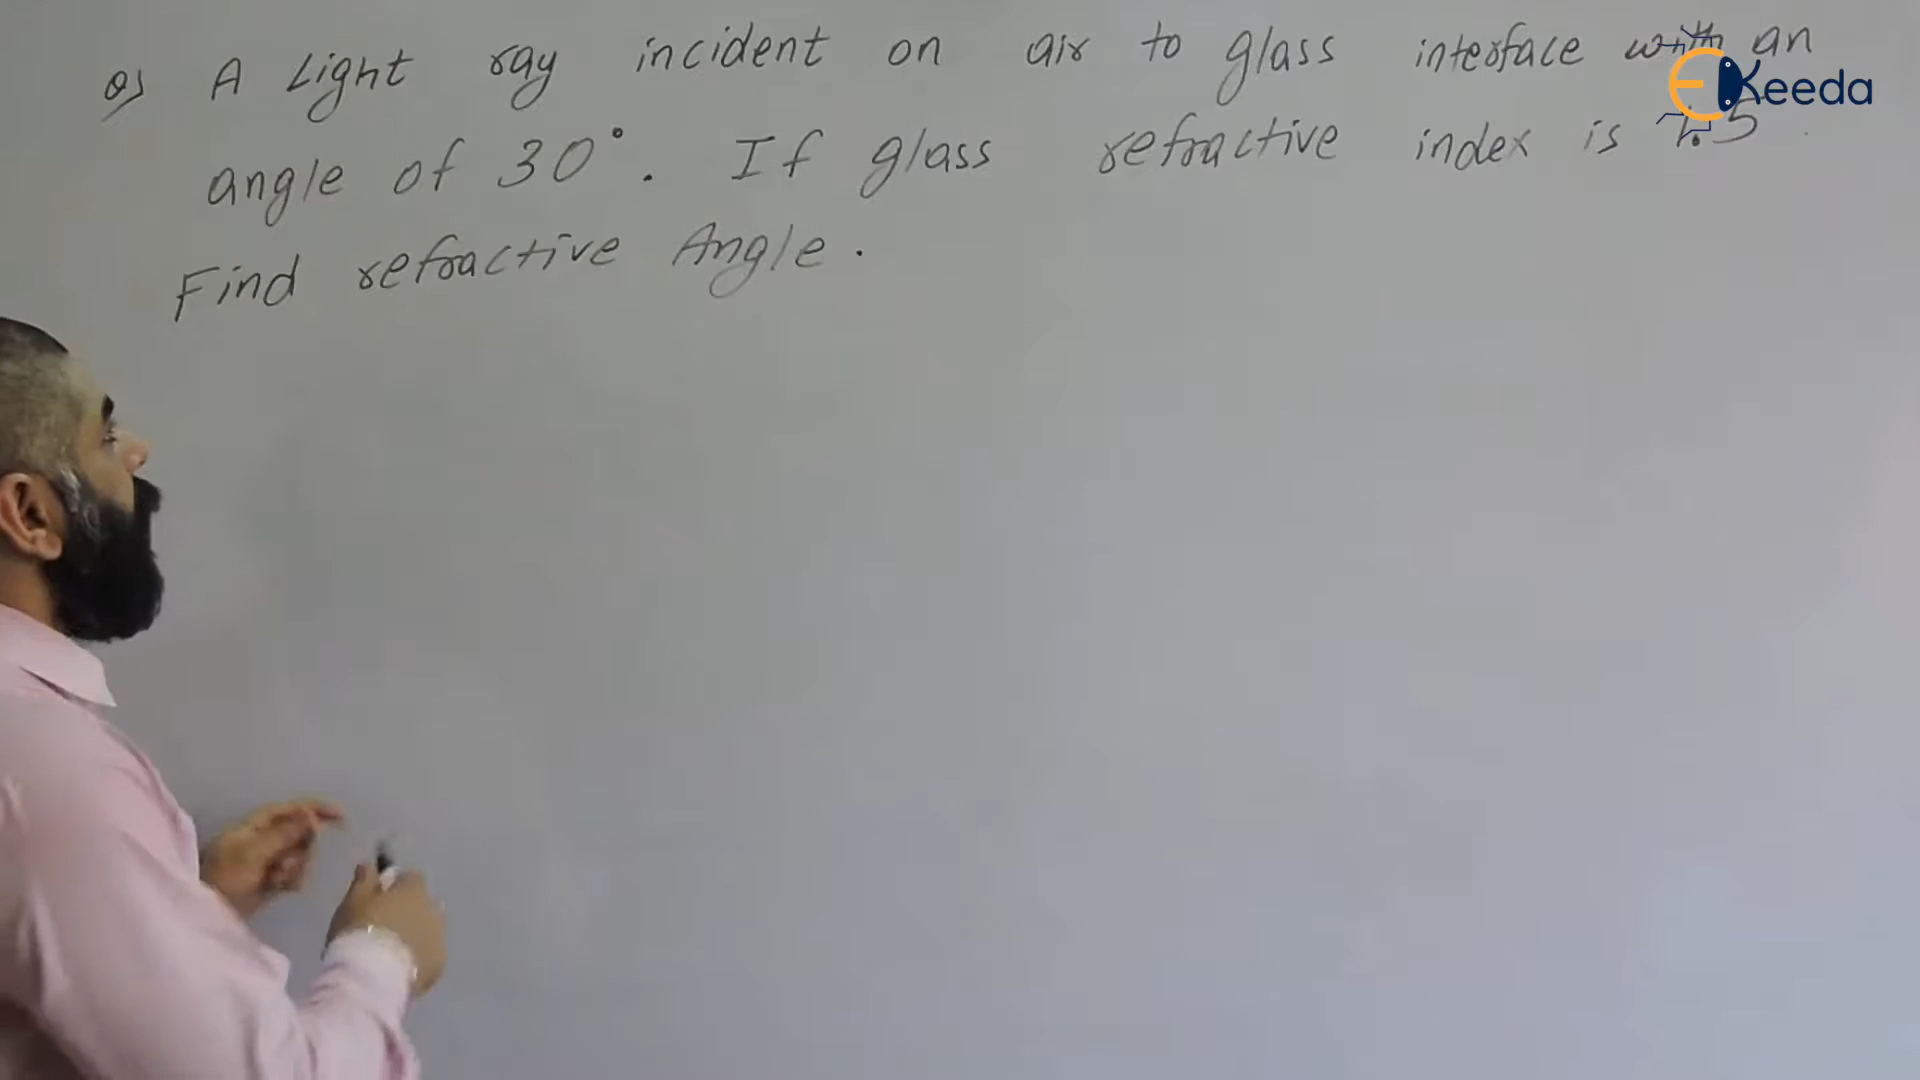 Q) A Light ray incident on air to glass interface with an
EKeeda
angle of 30°. If glass refractive index is 1.5
Find refractive Angle.